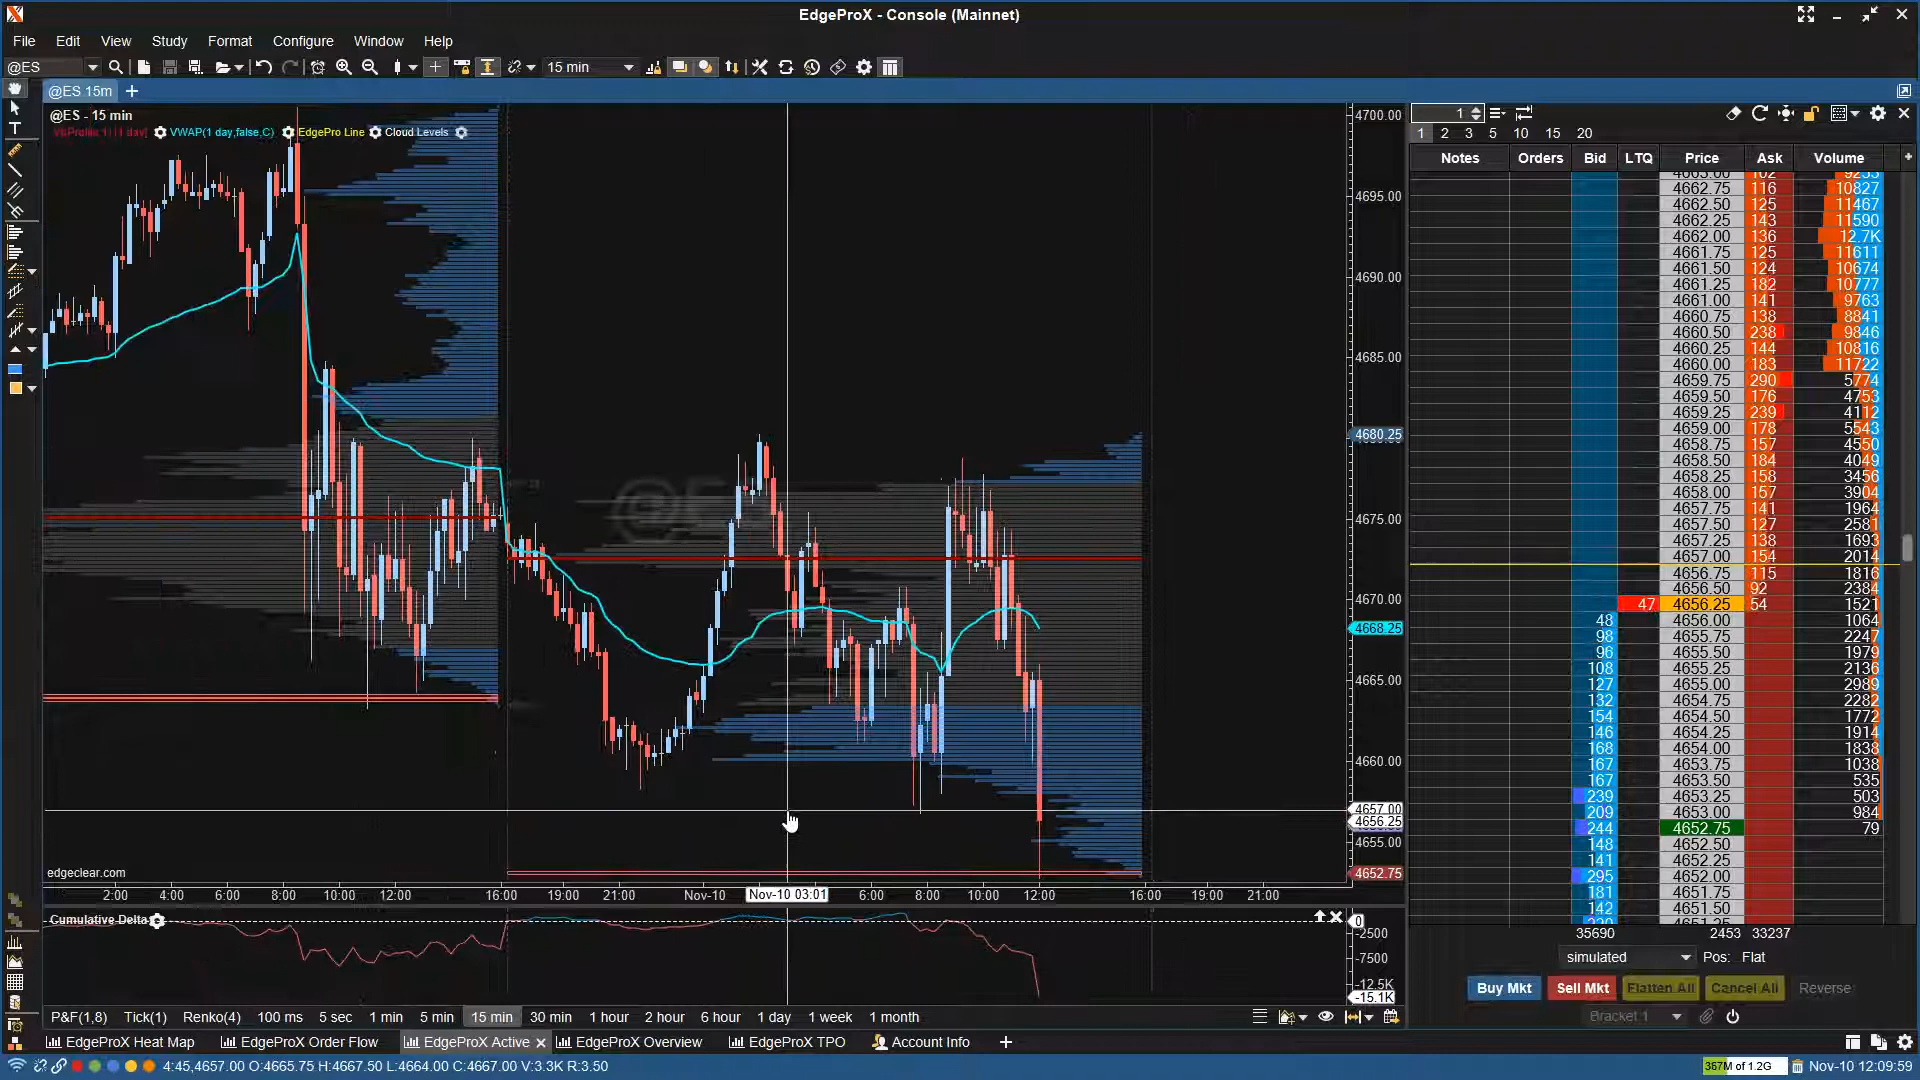 EdgeProX - Console (Mainnet)
File Edit View Study Format Configure Window Help
@ES 15 min
@ES 15m
@ES - 15 min
VWAP(1 day,false,C) EdgePro Line Cloud Levels
4700.00
4695.00
4690.00
4685.00
4680.25
4675.00
4670.00
4668.25
4665.00
4660.00
4657.00
4656.25
4655.00
4652.75
edgeclear.com
2:00 4:00 6:00 8:00 10:00 12:00 16:00 19:00 21:00 Nov-10 Nov-10 03:01 6:00 8:00 10:00 12:00 16:00 19:00 21:00
Cumulative Delta
0
-2500
-7500
-12.5K
-15.1K
P&F(1,8) Tick(1) Renko(4) 100 ms 5 sec 1 min 5 min 15 min 30 min 1 hour 2 hour 6 hour 1 day 1 week 1 month
EdgeProX Heat Map EdgeProX Order Flow EdgeProX Active EdgeProX Overview EdgeProX TPO Account Info
4:45,4657.00 O:4665.75 H:4667.50 L:4664.00 C:4667.00 V:3.3K R:3.50
1
1 2 3 5 10 15 20
Notes Orders Bid LTQ Price Ask Volume
4663.00 102 9255
4662.75 116 10827
4662.50 125 11467
4662.25 143 11590
4662.00 136 12.7K
4661.75 125 11611
4661.50 124 10674
4661.25 182 10777
4661.00 141 9763
4660.75 138 8841
4660.50 238 9846
4660.25 144 10816
4660.00 183 11722
4659.75 290 5774
4659.50 176 4753
4659.25 239 4112
4659.00 178 5543
4658.75 157 4550
4658.50 184 4049
4658.25 158 3456
4658.00 157 3904
4657.75 141 1964
4657.50 127 2581
4657.25 138 1693
4657.00 154 2014
4656.75 115 1816
4656.50 92 2384
47 4656.25 54 1521
48 4656.00 1064
98 4655.75 2247
96 4655.50 1979
108 4655.25 2136
127 4655.00 2989
132 4654.75 2282
154 4654.50 1772
146 4654.25 1914
168 4654.00 1838
167 4653.75 1038
167 4653.50 535
239 4653.25 503
209 4653.00 984
244 4652.75 79
148 4652.50
141 4652.25
295 4652.00
181 4651.75
142 4651.50
35690 2453 33237
simulated Pos: Flat
Buy Mkt Sell Mkt Flatten All Cancel All Reverse
Bracket 1
367M of 1.2G Nov-10 12:09:59